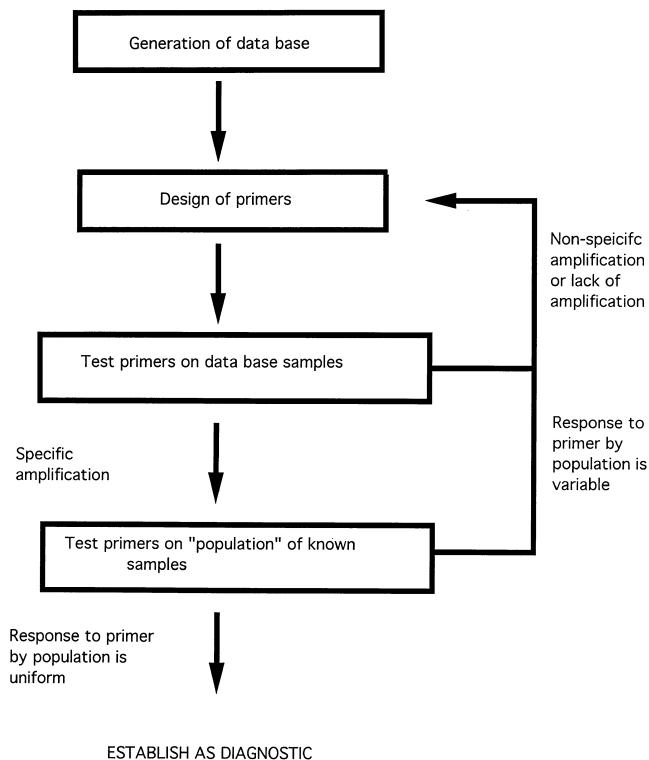 Generation of data base
Design of primers
Non-speicifc
amplification
or lack of
amplification
Test primers on data base samples
Specific
amplification
Response to
primer by
population is
variable
Test primers on "population" of known
samples
Response to primer
by population is
uniform
ESTABLISH AS DIAGNOSTIC